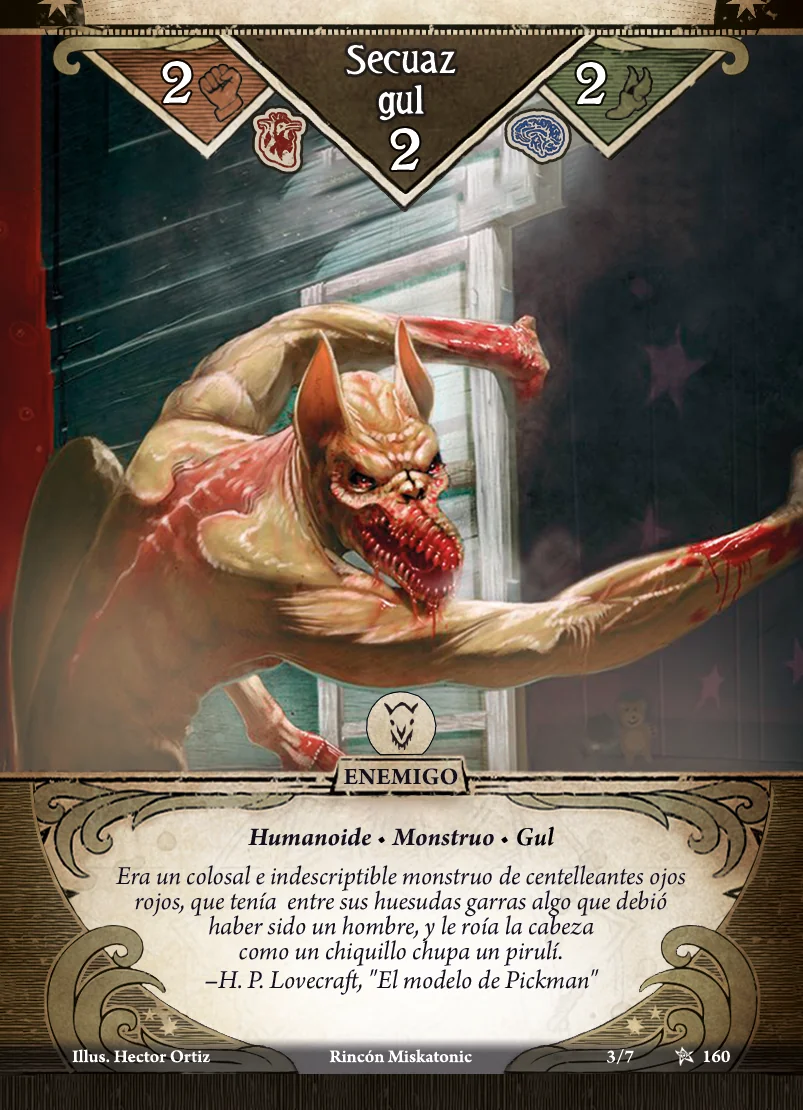 Secuaz
gul
2
2
2
ENEMIGO
Humanoide • Monstruo • Gul
Era un colosal e indescriptible monstruo de centelleantes ojos
rojos, que tenía entre sus huesudas garras algo que debió
haber sido un hombre, y le roía la cabeza
como un chiquillo chupa un pirulí.
–H. P. Lovecraft, "El modelo de Pickman"
Illus. Hector Ortiz Rincón Miskatonic 3/7 160